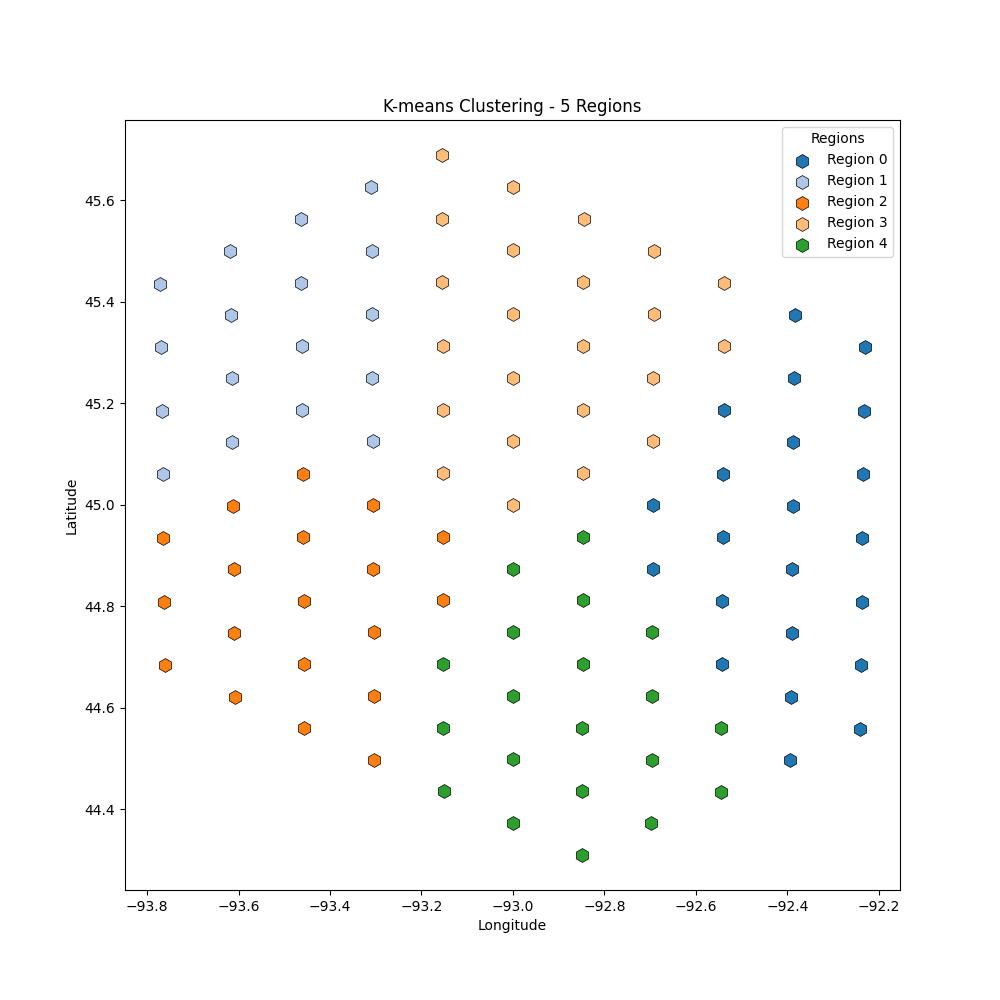 K-means Clustering - 5 Regions
Regions
Region 0
Region 1
Region 2
Region 3
Region 4
45.6
45.4
45.2
45.0
44.8
44.6
44.4
Latitude
−93.8 −93.6 −93.4 −93.2 −93.0 −92.8 −92.6 −92.4 −92.2
Longitude